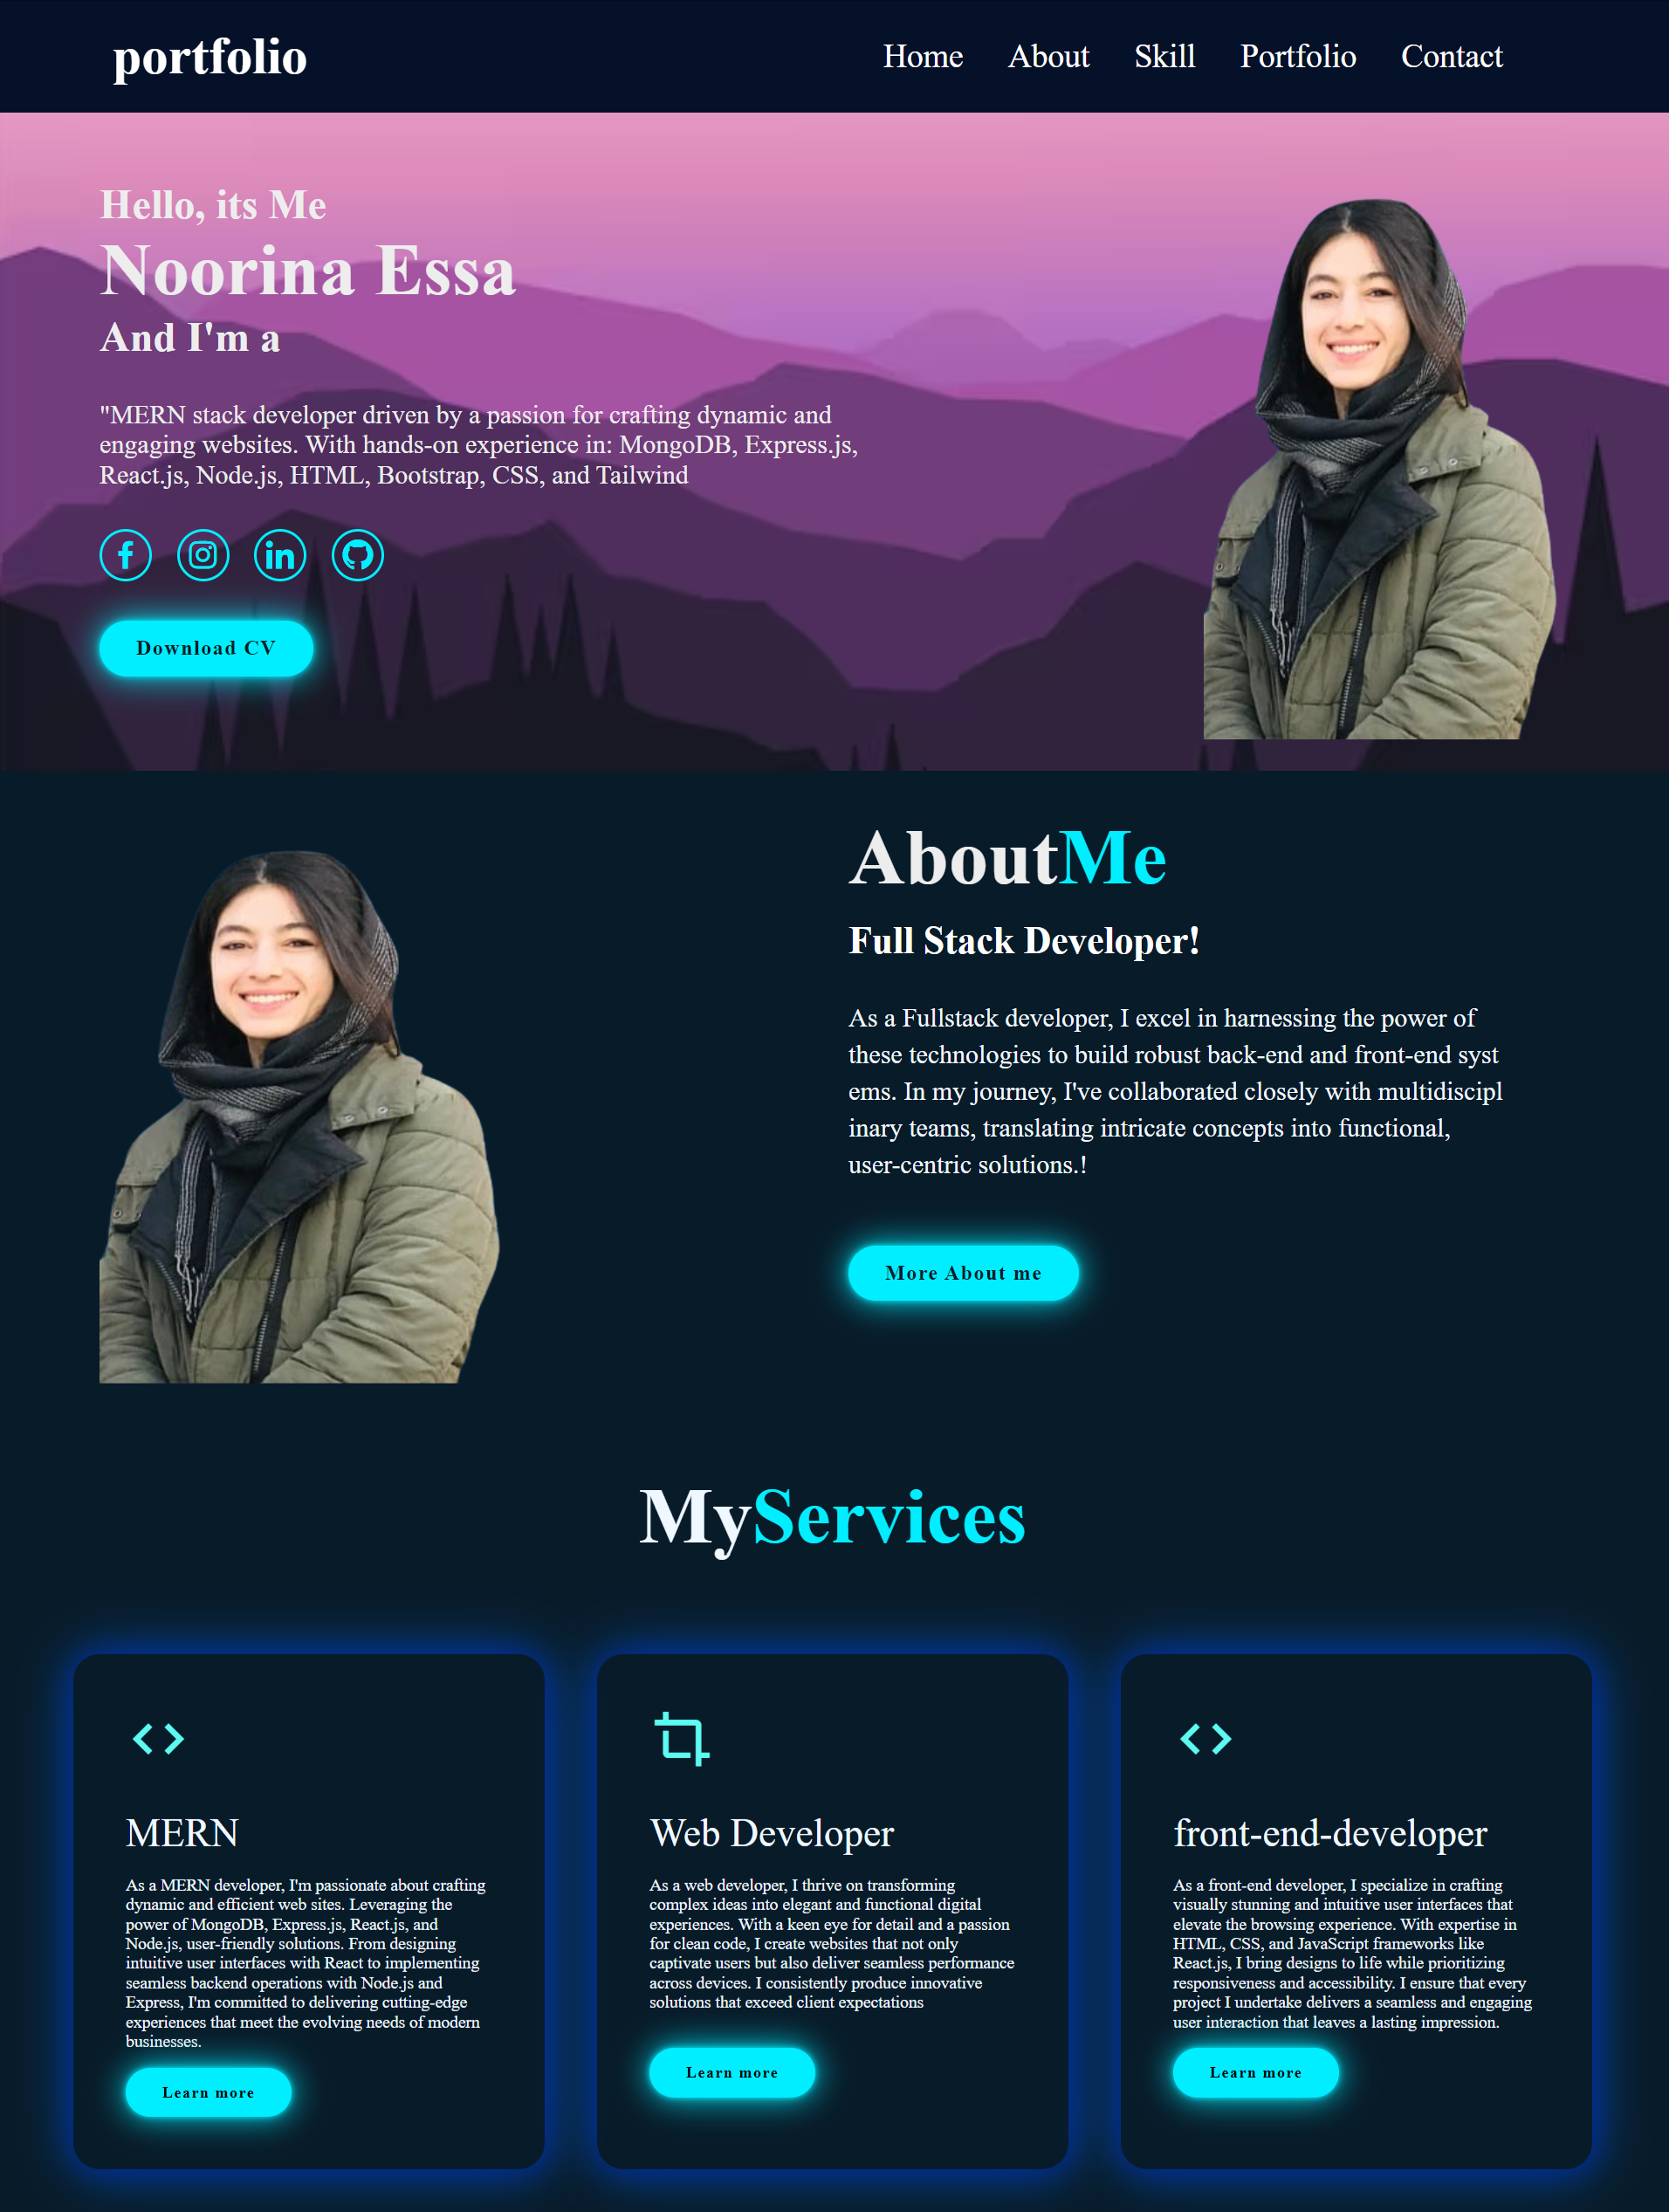 portfolio
Home About Skill Portfolio Contact
Hello, its Me
Noorina Essa
And I'm a
"MERN stack developer driven by a passion for crafting dynamic and
engaging websites. With hands-on experience in: MongoDB, Express.js,
React.js, Node.js, HTML, Bootstrap, CSS, and Tailwind
Download CV
AboutMe
Full Stack Developer!
As a Fullstack developer, I excel in harnessing the power of
these technologies to build robust back-end and front-end syst
ems. In my journey, I've collaborated closely with multidiscipl
inary teams, translating intricate concepts into functional,
user-centric solutions.!
More About me
MyServices
MERN
As a MERN developer, I'm passionate about crafting
dynamic and efficient web sites. Leveraging the
power of MongoDB, Express.js, React.js, and
Node.js, user-friendly solutions. From designing
intuitive user interfaces with React to implementing
seamless backend operations with Node.js and
Express, I'm committed to delivering cutting-edge
experiences that meet the evolving needs of modern
businesses.
Learn more
Web Developer
As a web developer, I thrive on transforming
complex ideas into elegant and functional digital
experiences. With a keen eye for detail and a passion
for clean code, I create websites that not only
captivate users but also deliver seamless performance
across devices. I consistently produce innovative
solutions that exceed client expectations
Learn more
front-end-developer
As a front-end developer, I specialize in crafting
visually stunning and intuitive user interfaces that
elevate the browsing experience. With expertise in
HTML, CSS, and JavaScript frameworks like
React.js, I bring designs to life while prioritizing
responsiveness and accessibility. I ensure that every
project I undertake delivers a seamless and engaging
user interaction that leaves a lasting impression.
Learn more